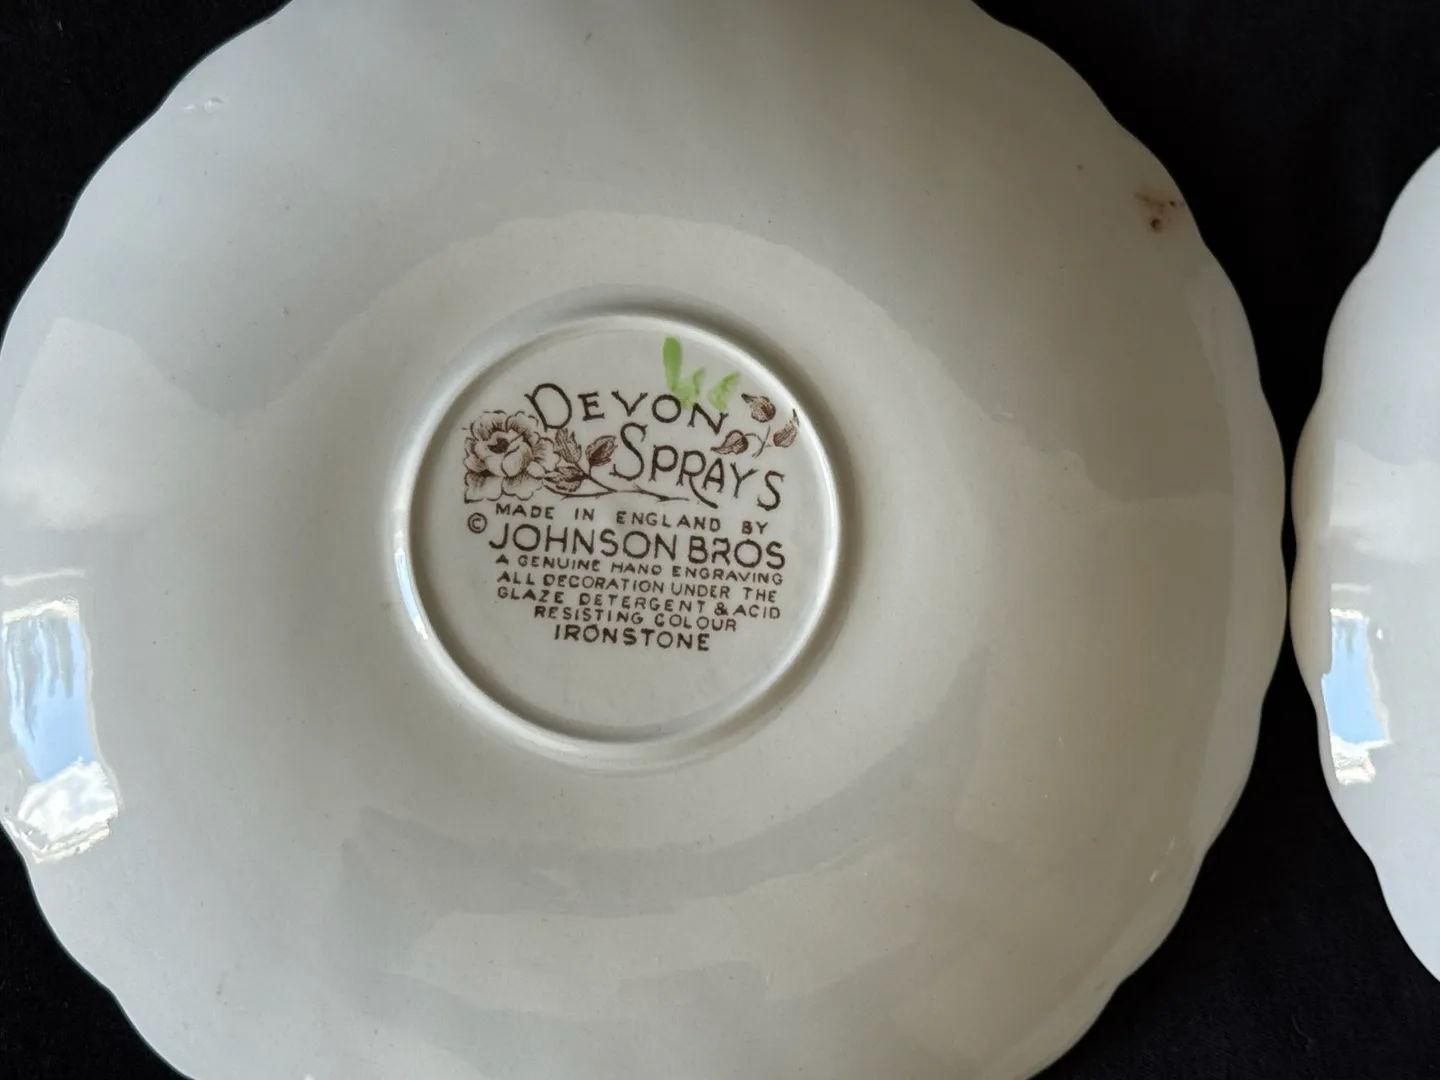 DEVON
SPRAYS
MADE IN ENGLAND BY
© JOHNSON BROS
A GENUINE HAND ENGRAVING
ALL DECORATION UNDER THE
GLAZE DETERGENT & ACID
RESISTING COLOUR
IRONSTONE